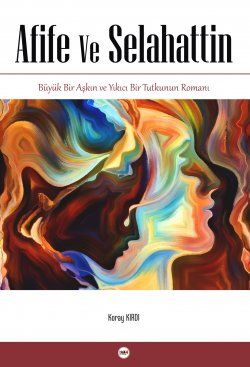 Afife Ve Selahattin
Büyük Bir Aşkın ve Yıkıcı Bir Tutkunun Romanı
Koray KIRDI